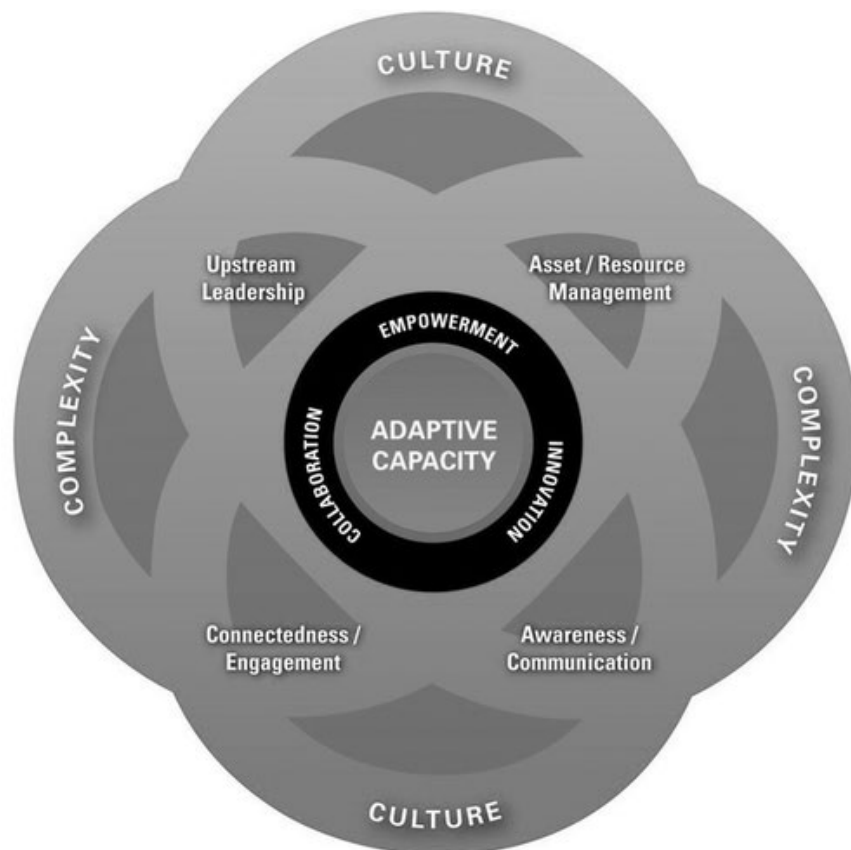 CULTURE
Upstream
Leadership
Asset / Resource
Management
EMPOWERMENT
COMPLEXITY
COLLABORATION
ADAPTIVE
CAPACITY
INNOVATION
COMPLEXITY
Connectedness /
Engagement
Awareness /
Communication
CULTURE